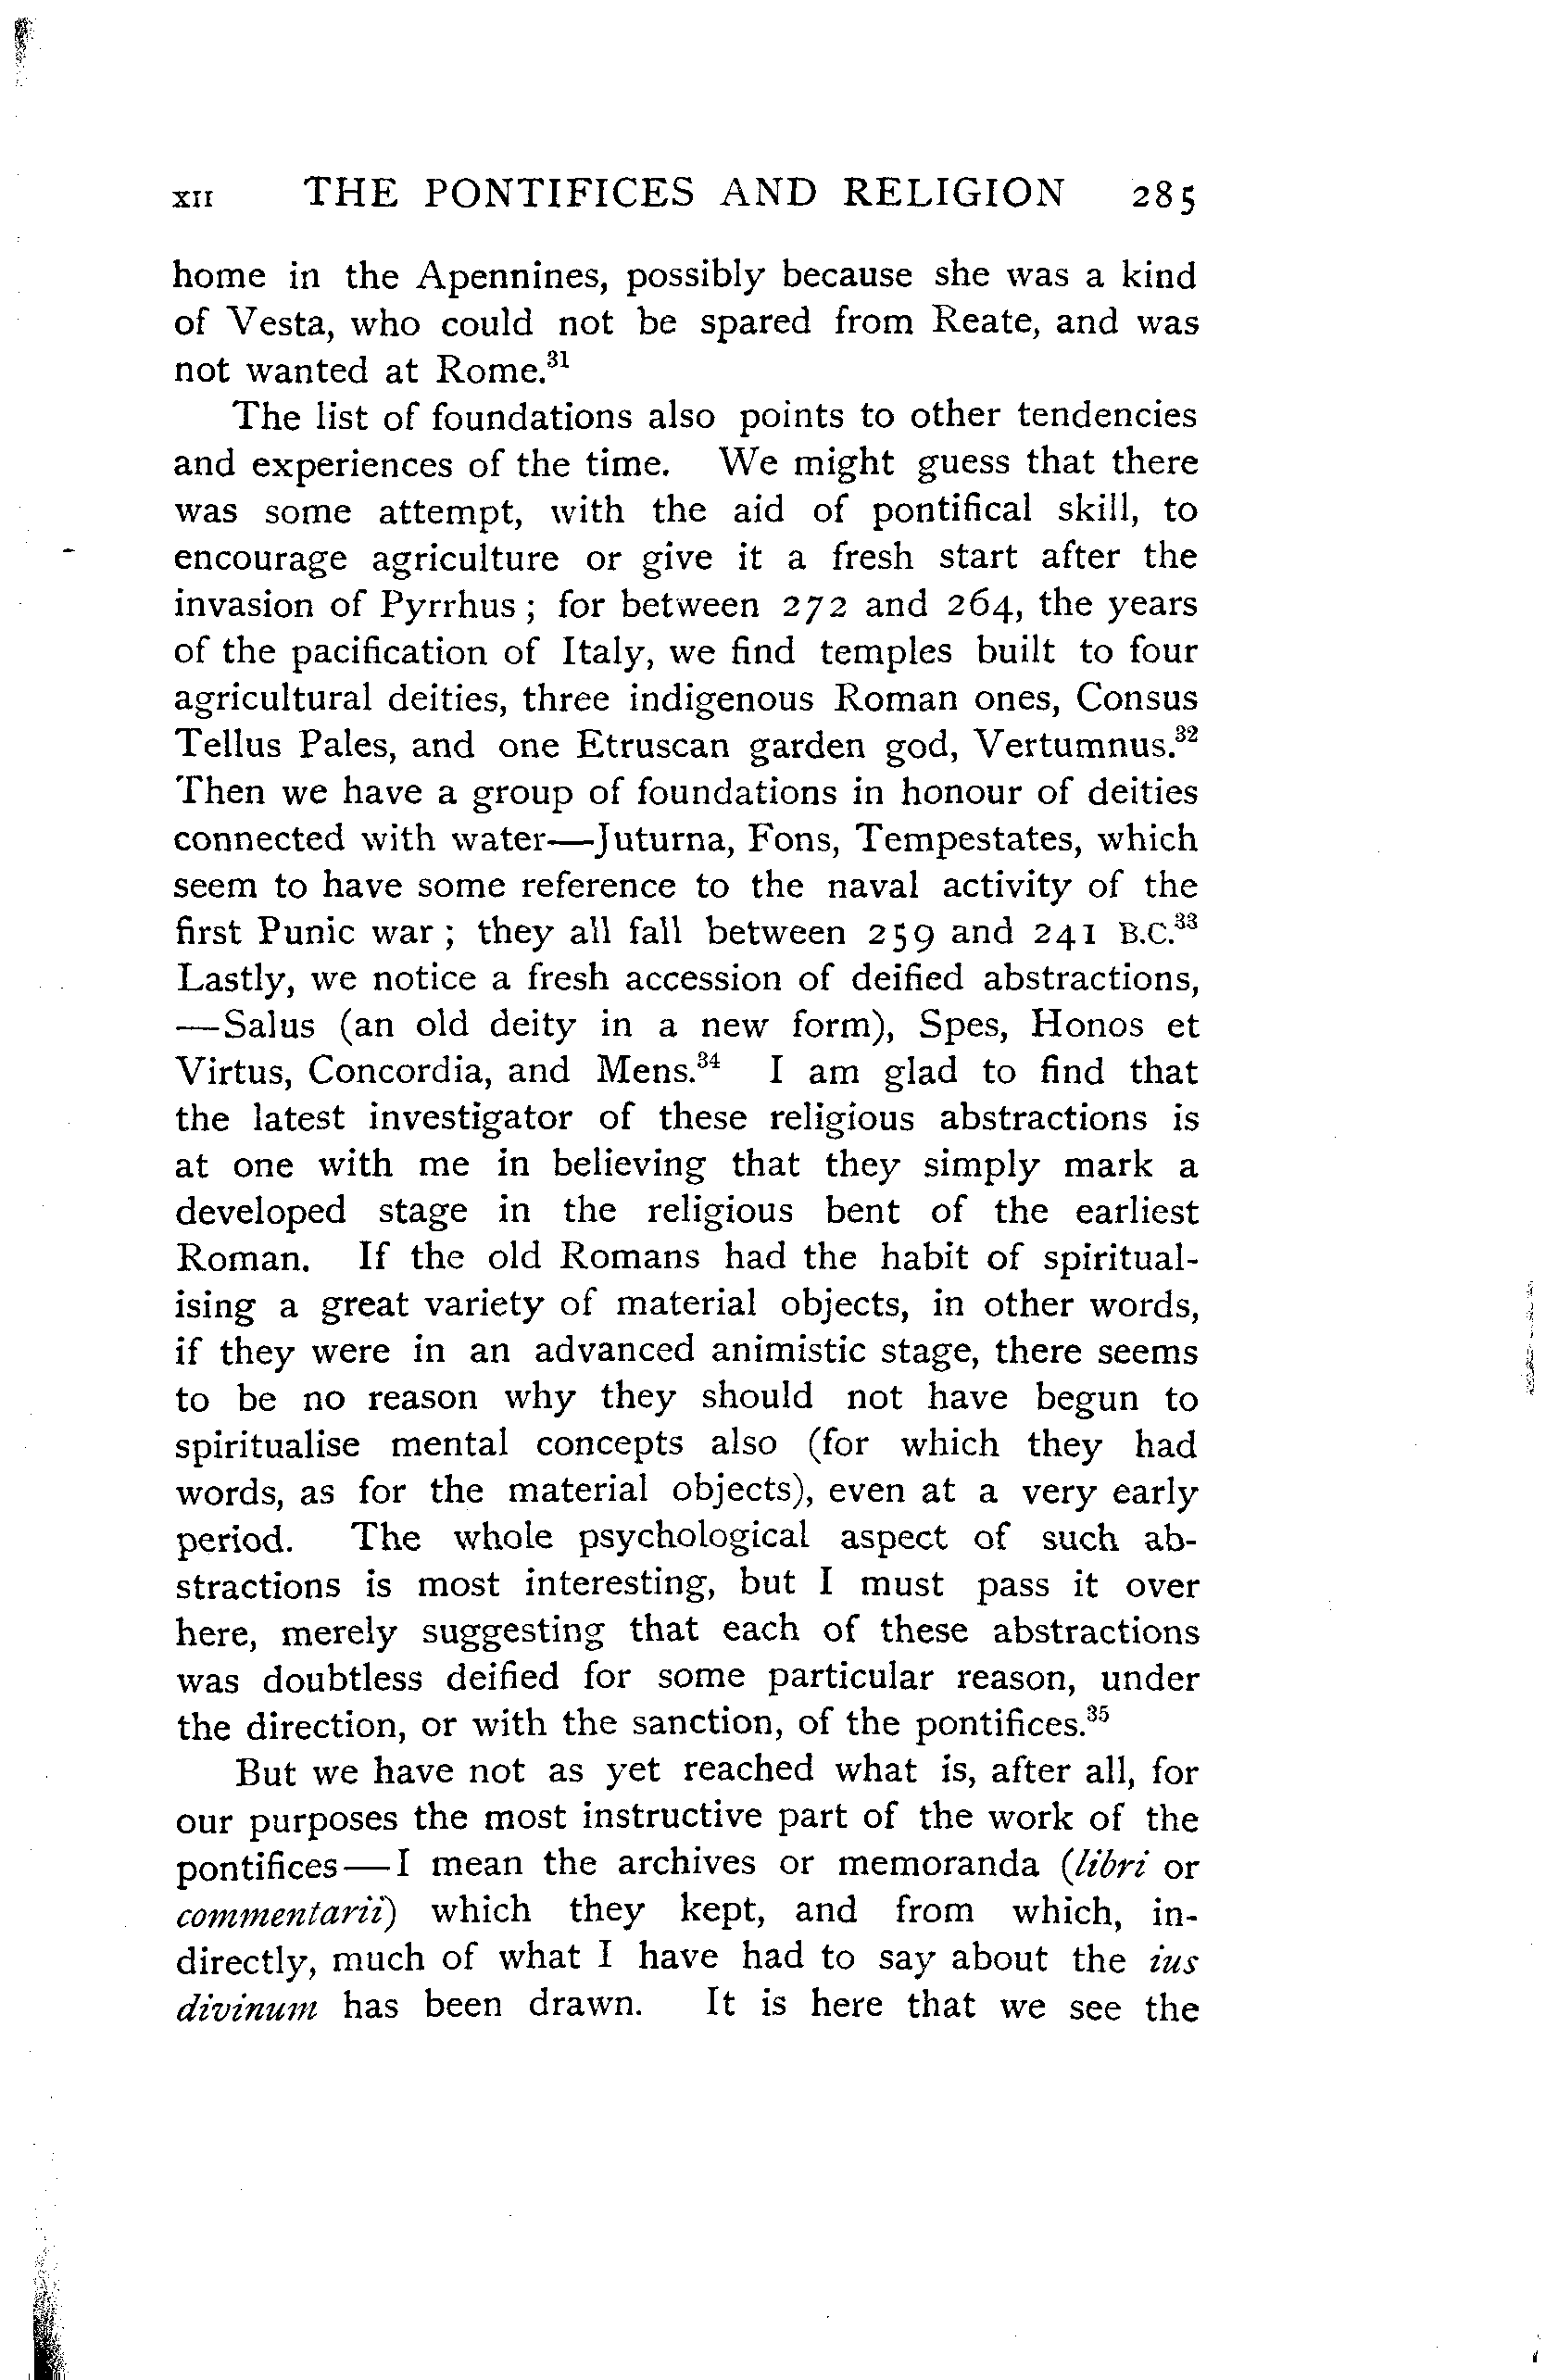 XII THE PONTIFICES AND RELIGION 285
home in the Apennines, possibly because she was a kind
of Vesta, who could not be spared from Reate, and was
not wanted at Rome.³¹
The list of foundations also points to other tendencies
and experiences of the time. We might guess that there
was some attempt, with the aid of pontifical skill, to
encourage agriculture or give it a fresh start after the
invasion of Pyrrhus ; for between 272 and 264, the years
of the pacification of Italy, we find temples built to four
agricultural deities, three indigenous Roman ones, Consus
Tellus Pales, and one Etruscan garden god, Vertumnus.³²
Then we have a group of foundations in honour of deities
connected with water—Juturna, Fons, Tempestates, which
seem to have some reference to the naval activity of the
first Punic war ; they all fall between 259 and 241 B.C.³³
Lastly, we notice a fresh accession of deified abstractions,
—Salus (an old deity in a new form), Spes, Honos et
Virtus, Concordia, and Mens.³⁴ I am glad to find that
the latest investigator of these religious abstractions is
at one with me in believing that they simply mark a
developed stage in the religious bent of the earliest
Roman. If the old Romans had the habit of spiritual-
ising a great variety of material objects, in other words,
if they were in an advanced animistic stage, there seems
to be no reason why they should not have begun to
spiritualise mental concepts also (for which they had
words, as for the material objects), even at a very early
period. The whole psychological aspect of such ab-
stractions is most interesting, but I must pass it over
here, merely suggesting that each of these abstractions
was doubtless deified for some particular reason, under
the direction, or with the sanction, of the pontifices.³⁵
But we have not as yet reached what is, after all, for
our purposes the most instructive part of the work of the
pontifices—I mean the archives or memoranda (libri or
commentarii) which they kept, and from which, in-
directly, much of what I have had to say about the ius
divinum has been drawn. It is here that we see the